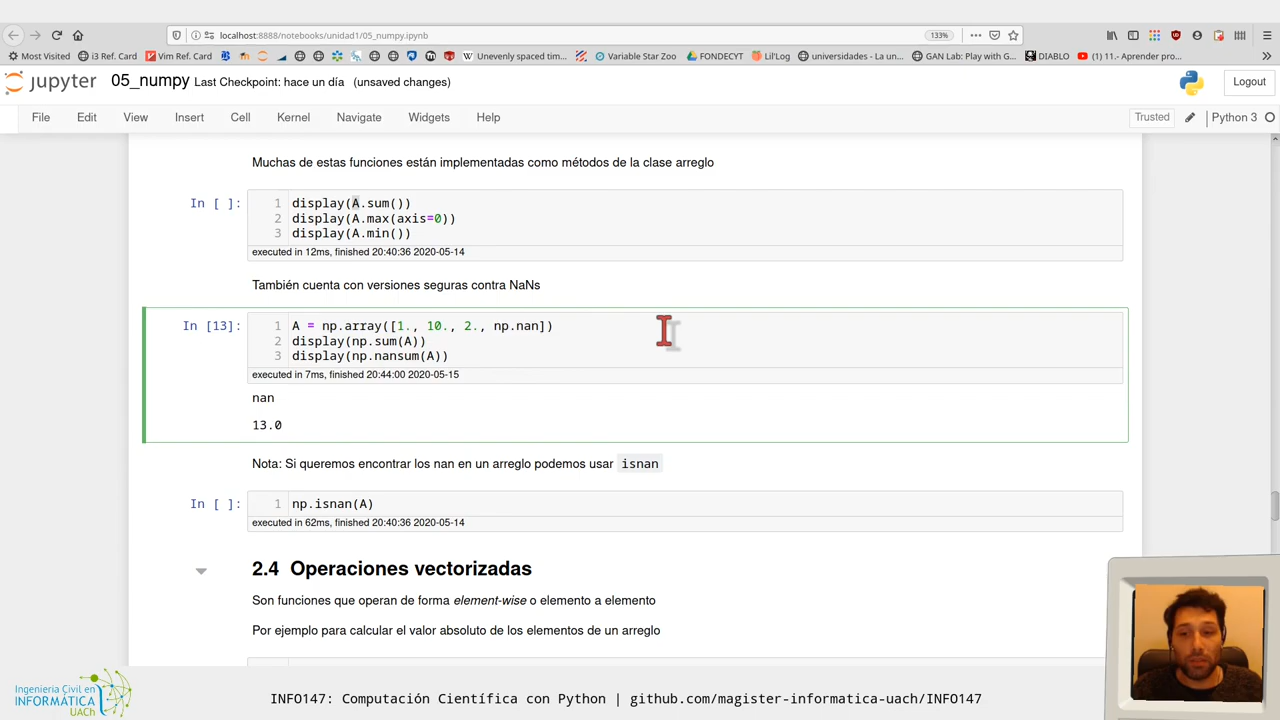 localhost:8888/notebooks/unidad1/05_numpy.ipynb
133%
Most Visited
i3 Ref. Card
Vim Ref. Card
Unevenly spaced tim...
Variable Star Zoo
FONDECYT
Lil'Log
universidades - La un...
GAN Lab: Play with G...
DIABLO
(1) 11.- Aprender pro...
jupyter 05_numpy Last Checkpoint: hace un día (unsaved changes)
Logout
File Edit View Insert Cell Kernel Navigate Widgets Help
Trusted
Python 3
Muchas de estas funciones están implementadas como métodos de la clase arreglo
In [ ]:
1 display(A.sum())
2 display(A.max(axis=0))
3 display(A.min())
executed in 12ms, finished 20:40:36 2020-05-14
También cuenta con versiones seguras contra NaNs
In [13]:
1 A = np.array([1., 10., 2., np.nan])
2 display(np.sum(A))
3 display(np.nansum(A))
executed in 7ms, finished 20:44:00 2020-05-15
nan
13.0
Nota: Si queremos encontrar los nan en un arreglo podemos usar isnan
In [ ]:
1 np.isnan(A)
executed in 62ms, finished 20:40:36 2020-05-14
2.4 Operaciones vectorizadas
Son funciones que operan de forma element-wise o elemento a elemento
Por ejemplo para calcular el valor absoluto de los elementos de un arreglo
Ingeniería Civil en
INFORMÁTICA
UACh
INFO147: Computación Científica con Python | github.com/magister-informatica-uach/INFO147